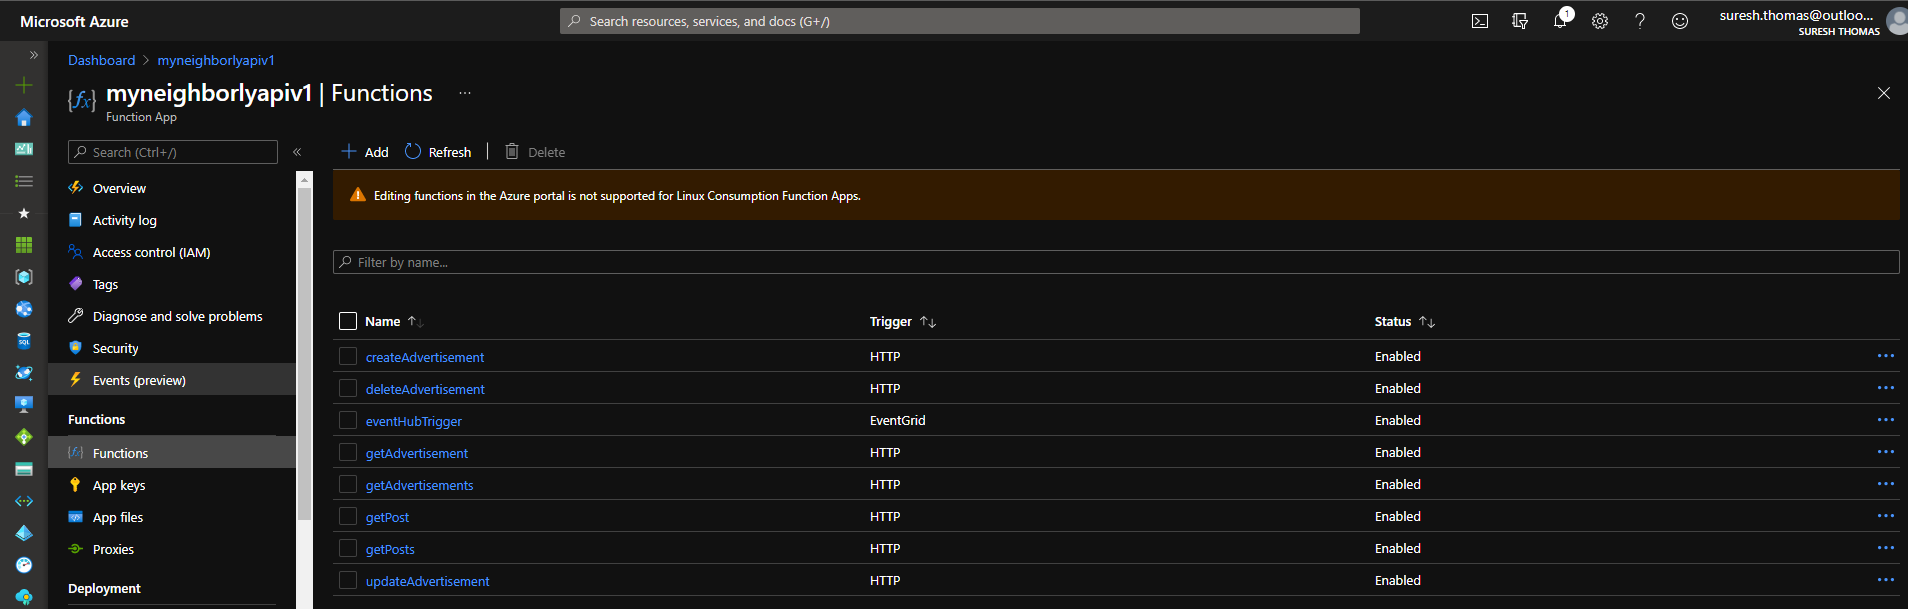 Microsoft Azure
Search resources, services, and docs (G+/)
1
suresh.thomas@outloo...
SURESH THOMAS
Dashboard > myneighborlyapiv1
myneighborlyapiv1 | Functions ...
Function App
Search (Ctrl+/)
Overview
Activity log
Access control (IAM)
Tags
Diagnose and solve problems
Security
Events (preview)
Functions
Functions
App keys
App files
Proxies
Deployment
Add Refresh Delete
Editing functions in the Azure portal is not supported for Linux Consumption Function Apps.
Filter by name...
Name Trigger Status
createAdvertisement HTTP Enabled
deleteAdvertisement HTTP Enabled
eventHubTrigger EventGrid Enabled
getAdvertisement HTTP Enabled
getAdvertisements HTTP Enabled
getPost HTTP Enabled
getPosts HTTP Enabled
updateAdvertisement HTTP Enabled